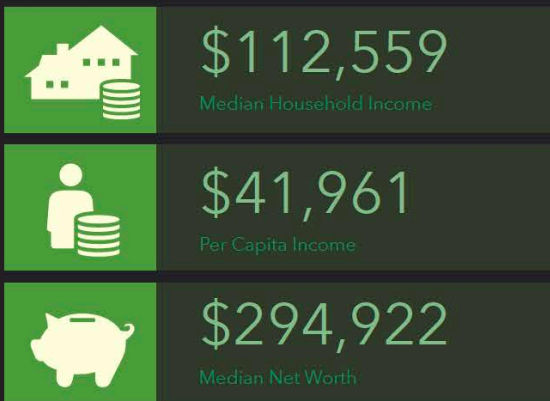 $112,559
Median Household Income
$41,961
Per Capita Income
$294,922
Median Net Worth